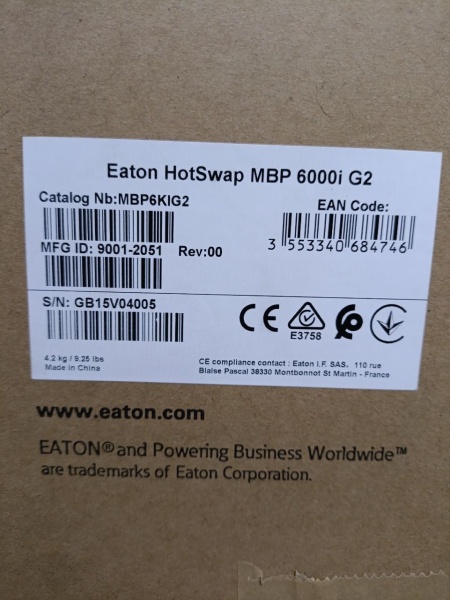 Eaton HotSwap MBP 6000i G2
Catalog Nb:MBP6KIG2
EAN Code:
3 553340 684746
MFG ID: 9001-2051 Rev:00
S/N: GB15V04005
CE
E3758
4.2 kg / 9.25 lbs
Made in China
CE compliance contact : Eaton I.F. SAS, 110 rue
Blaise Pascal 38330 Montbonnot St Martin - France
www.eaton.com
EATON® and Powering Business Worldwide™
are trademarks of Eaton Corporation.